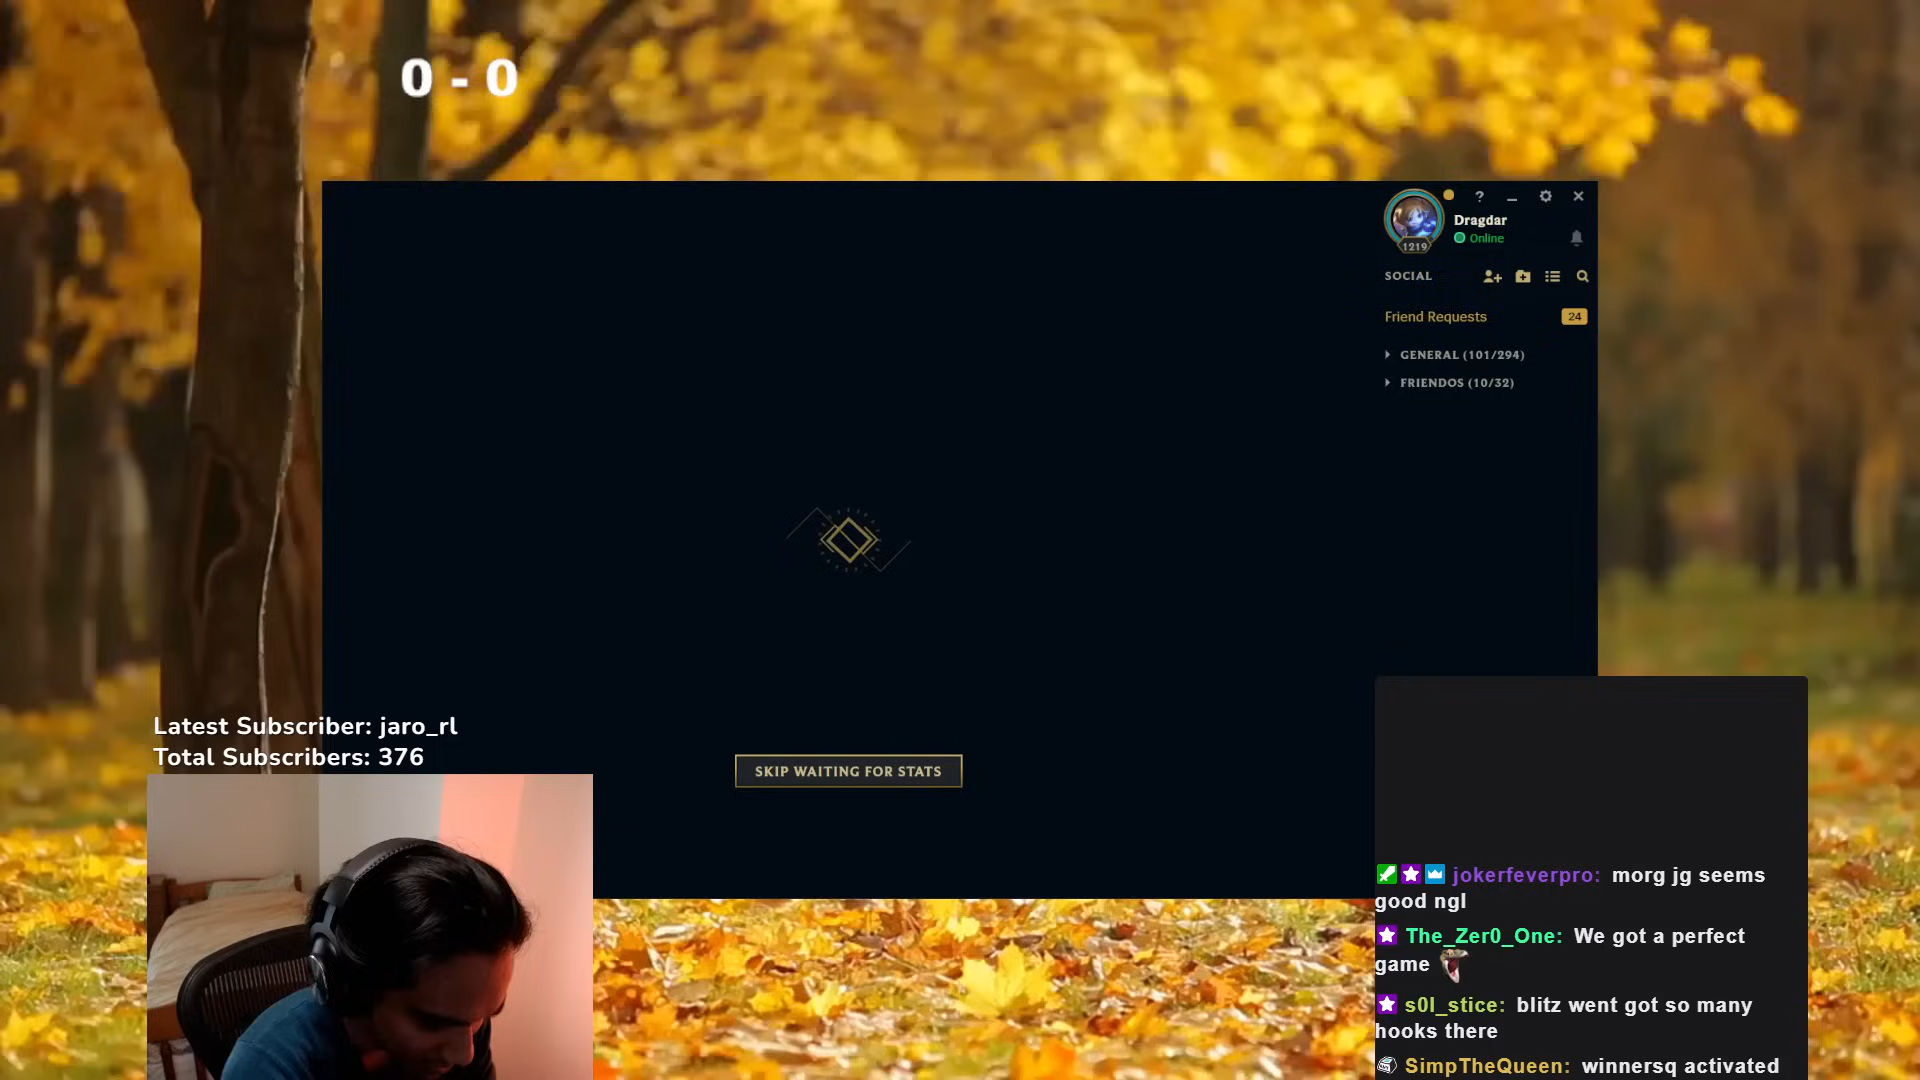 0 - 0
?
Dragdar
Online
1219
SOCIAL
Friend Requests
24
GENERAL (101/294)
FRIENDOS (10/32)
Latest Subscriber: jaro_rl
Total Subscribers: 376
SKIP WAITING FOR STATS
jokerfeverpro: morg jg seems
good ngl
The_Zer0_One: We got a perfect
game
s0l_stice: blitz went got so many
hooks there
SimpTheQueen: winnersq activated